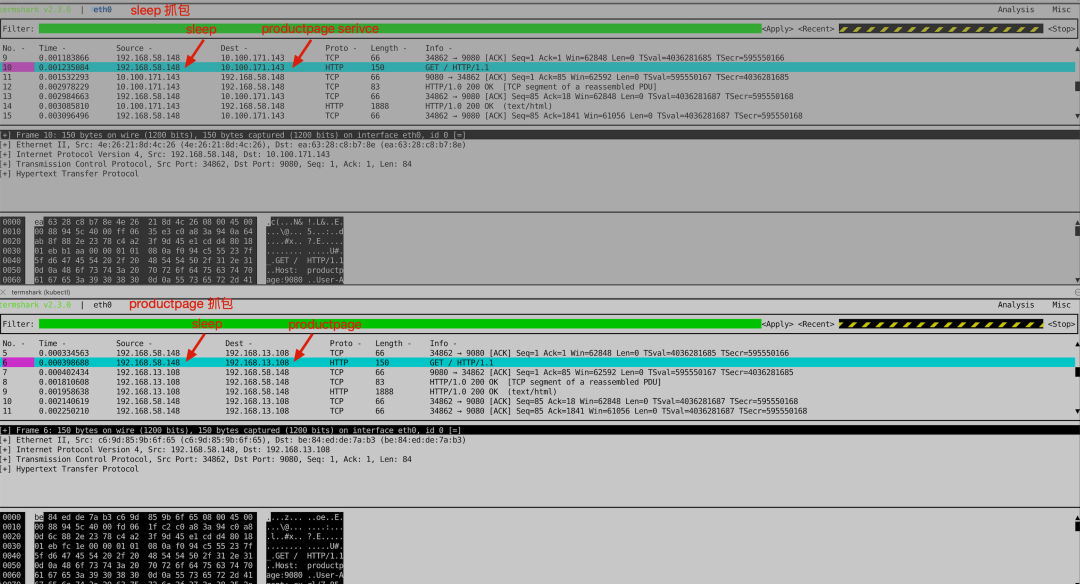 termshark v2.3.6 | eth0 sleep 抓包 Analysis Misc
sleep productpage serivce
Filter: <Apply> <Recent> <Stop>
No. - Time - Source - Dest - Proto - Length - Info -
9 0.001183866 192.168.58.148 10.100.171.143 TCP 66 34862 → 9080 [ACK] Seq=1 Ack=1 Win=62848 Len=0 TSval=4036281684 TSecr=595550166
10 0.001235084 192.168.58.148 10.100.171.143 HTTP 150 GET / HTTP/1.1
11 0.001532293 10.100.171.143 192.168.58.148 TCP 66 9080 → 34862 [ACK] Seq=1 Ack=85 Win=62592 Len=0 TSval=595550167 TSecr=4036281685
12 0.002978229 10.100.171.143 192.168.58.148 TCP 83 HTTP/1.0 200 OK [TCP segment of a reassembled PDU]
13 0.002984663 192.168.58.148 10.100.171.143 TCP 66 34862 → 9080 [ACK] Seq=85 Ack=18 Win=62848 Len=0 TSval=4036281687 TSecr=595550168
14 0.003085810 10.100.171.143 192.168.58.148 HTTP 1888 HTTP/1.0 200 OK (text/html)
15 0.003096496 192.168.58.148 10.100.171.143 TCP 66 34862 → 9080 [ACK] Seq=85 Ack=1841 Win=61056 Len=0 TSval=4036281687 TSecr=595550168
[+] Frame 10: 150 bytes on wire (1200 bits), 150 bytes captured (1200 bits) on interface eth0, id 0 [=]
[+] Ethernet II, Src: 4e:26:21:8d:4c:26 (4e:26:21:8d:4c:26), Dst: ea:63:28:c8:b7:8e (ea:63:28:c8:b7:8e)
[+] Internet Protocol Version 4, Src: 192.168.58.148, Dst: 10.100.171.143
[+] Transmission Control Protocol, Src Port: 34862, Dst Port: 9080, Seq: 1, Ack: 1, Len: 84
[+] Hypertext Transfer Protocol
0000 ea 63 28 c8 b7 8e 4e 26 21 8d 4c 26 08 00 45 00 .c(...N& !.L&..E.
0010 00 88 94 5c 40 00 ff 06 35 e3 c0 a8 3a 94 0a 64 ...\@... 5...:..d
0020 ab 8f 88 2e 23 78 c4 a2 3f 9d 45 e1 cd d4 80 18 ....#x.. ?.E.....
0030 01 eb b1 aa 00 00 01 01 08 0a f0 94 c5 55 23 7f ........ .....U#.
0040 5f d6 47 45 54 20 2f 20 48 54 54 50 2f 31 2e 31 _.GET / HTTP/1.1
0050 0d 0a 48 6f 73 74 3a 20 70 72 6f 64 75 63 74 70 ..Host: productp
0060 61 67 65 3a 39 30 38 30 0d 0a 55 73 65 72 2d 41 age:9080 ..User-A
termshark (kubectl)
termshark v2.3.6 | eth0 productpage 抓包 Analysis Misc
sleep productpage
Filter: <Apply> <Recent> <Stop>
No. - Time - Source - Dest - Proto - Length - Info -
5 0.000334563 192.168.58.148 192.168.13.108 TCP 66 34862 → 9080 [ACK] Seq=1 Ack=1 Win=62848 Len=0 TSval=4036281684 TSecr=595550166
6 0.000398688 192.168.58.148 192.168.13.108 HTTP 150 GET / HTTP/1.1
7 0.000402434 192.168.13.108 192.168.58.148 TCP 66 9080 → 34862 [ACK] Seq=1 Ack=85 Win=62592 Len=0 TSval=595550167 TSecr=4036281685
8 0.001810608 192.168.13.108 192.168.58.148 TCP 83 HTTP/1.0 200 OK [TCP segment of a reassembled PDU]
9 0.001958638 192.168.13.108 192.168.58.148 HTTP 1888 HTTP/1.0 200 OK (text/html)
10 0.002140619 192.168.58.148 192.168.13.108 TCP 66 34862 → 9080 [ACK] Seq=85 Ack=18 Win=62848 Len=0 TSval=4036281687 TSecr=595550168
11 0.002250210 192.168.58.148 192.168.13.108 TCP 66 34862 → 9080 [ACK] Seq=85 Ack=1841 Win=61056 Len=0 TSval=4036281687 TSecr=595550168
[+] Frame 6: 150 bytes on wire (1200 bits), 150 bytes captured (1200 bits) on interface eth0, id 0 [=]
[+] Ethernet II, Src: c6:9d:85:9b:6f:65 (c6:9d:85:9b:6f:65), Dst: be:84:ed:de:7a:b3 (be:84:ed:de:7a:b3)
[+] Internet Protocol Version 4, Src: 192.168.58.148, Dst: 192.168.13.108
[+] Transmission Control Protocol, Src Port: 34862, Dst Port: 9080, Seq: 1, Ack: 1, Len: 84
[+] Hypertext Transfer Protocol
0000 be 84 ed de 7a b3 c6 9d 85 9b 6f 65 08 00 45 00 ....z... ..oe..E.
0010 00 88 94 5c 40 00 fd 06 1f c2 c0 a8 3a 94 c0 a8 ...\@... ....:...
0020 0d 6c 88 2e 23 78 c4 a2 3f 9d 45 e1 cd d4 80 18 .l..#x.. ?.E.....
0030 01 eb fc 1e 00 00 01 01 08 0a f0 94 c5 55 23 7f ........ .....U#.
0040 5f d6 47 45 54 20 2f 20 48 54 54 50 2f 31 2e 31 _.GET / HTTP/1.1
0050 0d 0a 48 6f 73 74 3a 20 70 72 6f 64 75 63 74 70 ..Host: productp
0060 61 67 65 3a 39 30 38 30 0d 0a 55 73 65 72 2d 41 age:9080 ..User-A